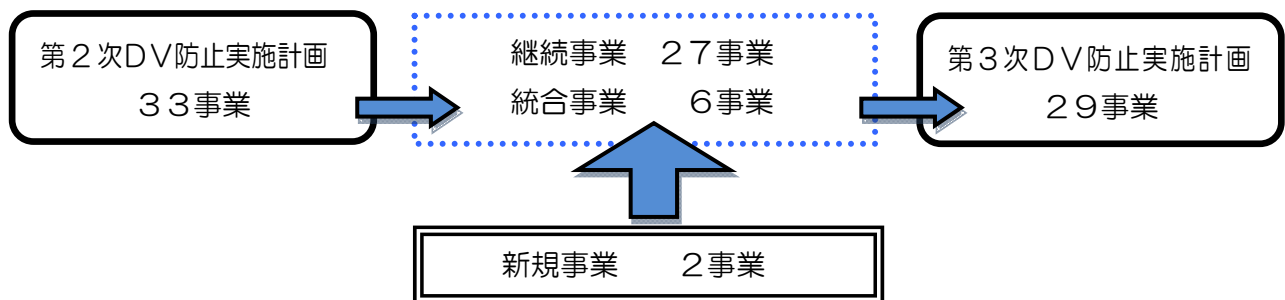 第２次ＤＶ防止実施計画
３３事業
継続事業　２７事業
統合事業　　６事業
第３次ＤＶ防止実施計画
２９事業
新規事業　　２事業